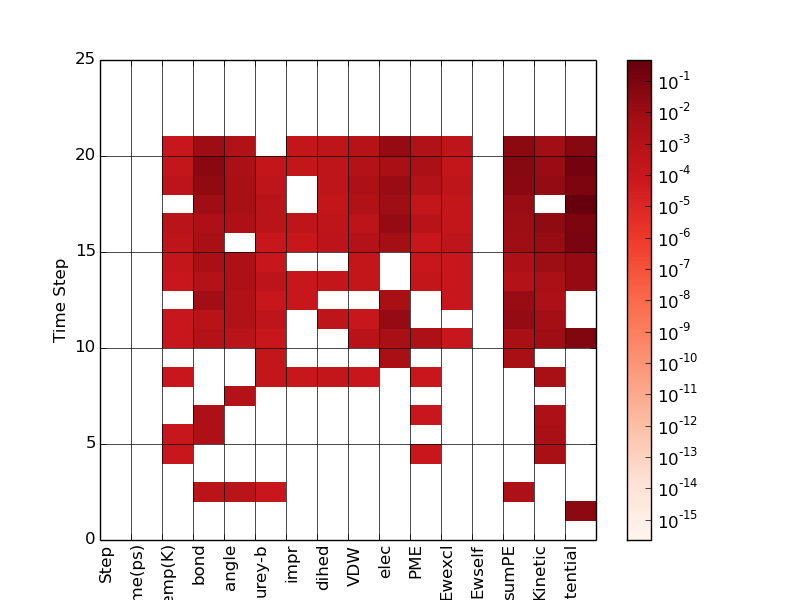 25
20
15
10
5
0
Time Step
Step
me(ps)
emp(K)
bond
angle
urey-b
impr
dihed
VDW
elec
PME
Ewexcl
Ewself
sumPE
Kinetic
tential
10^-1
10^-2
10^-3
10^-4
10^-5
10^-6
10^-7
10^-8
10^-9
10^-10
10^-11
10^-12
10^-13
10^-14
10^-15